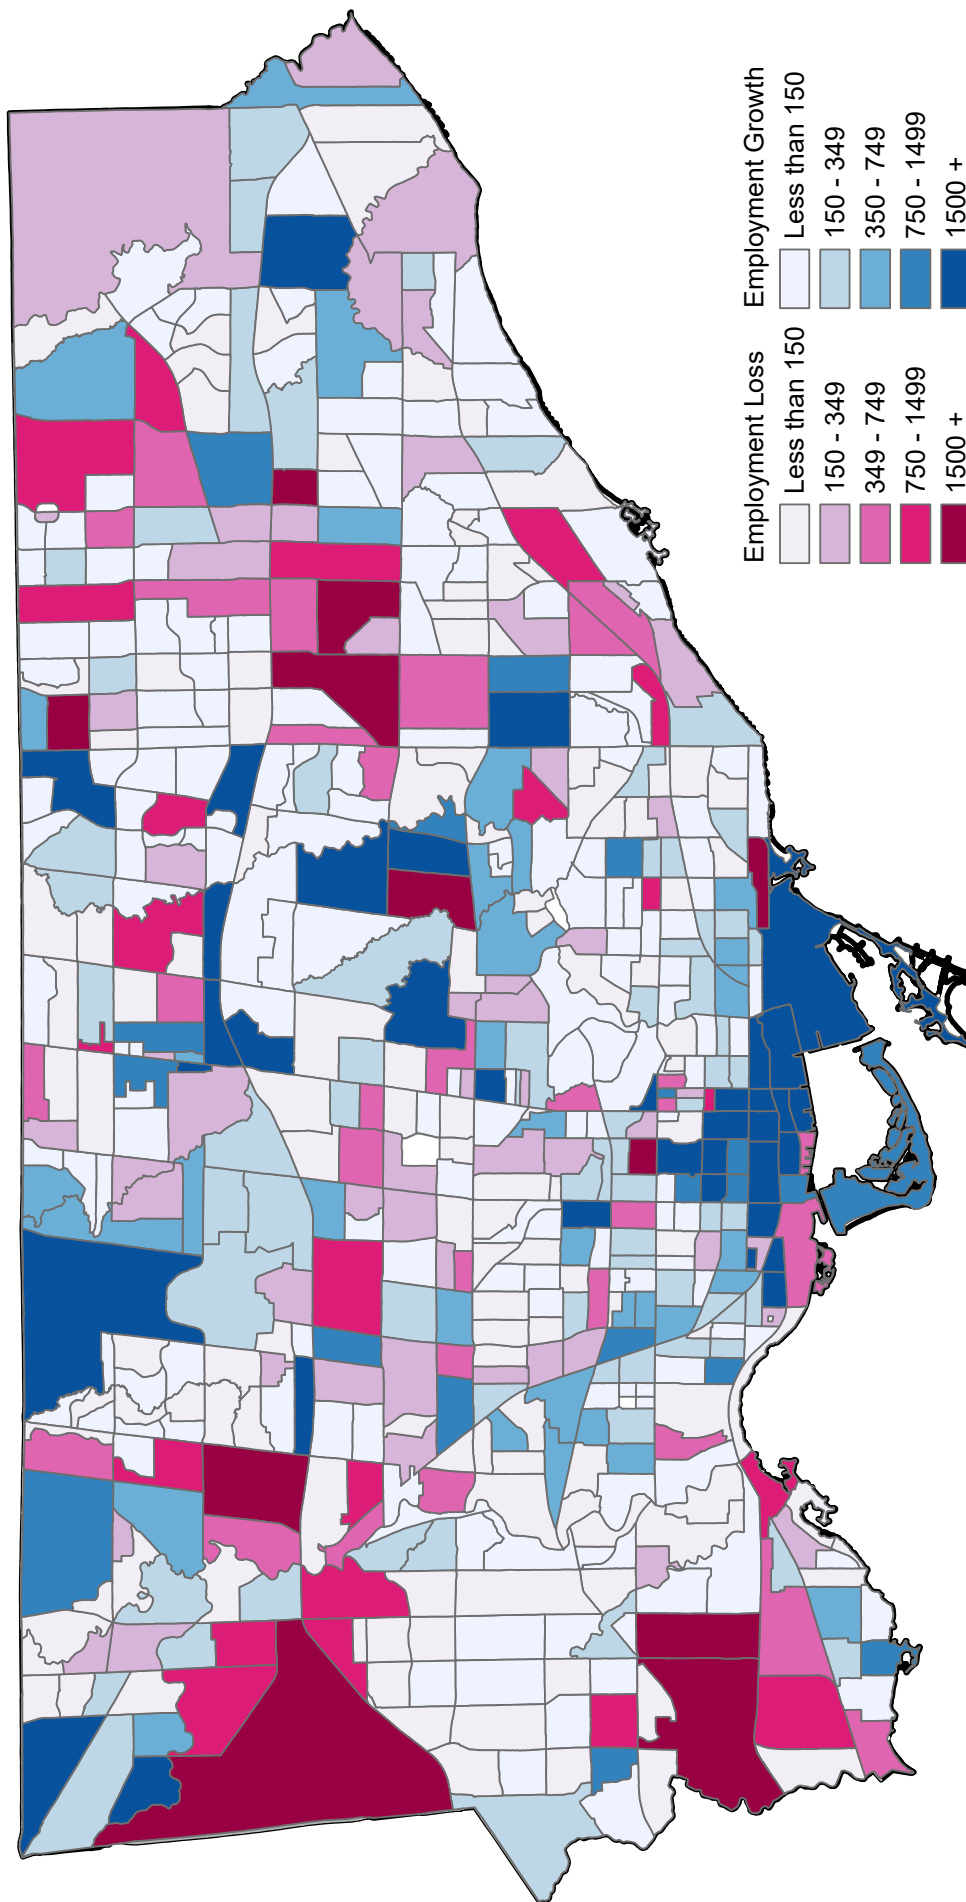 Employment Loss
Less than 150
150 - 349
349 - 749
750 - 1499
1500 +
Employment Growth
Less than 150
150 - 349
350 - 749
750 - 1499
1500 +